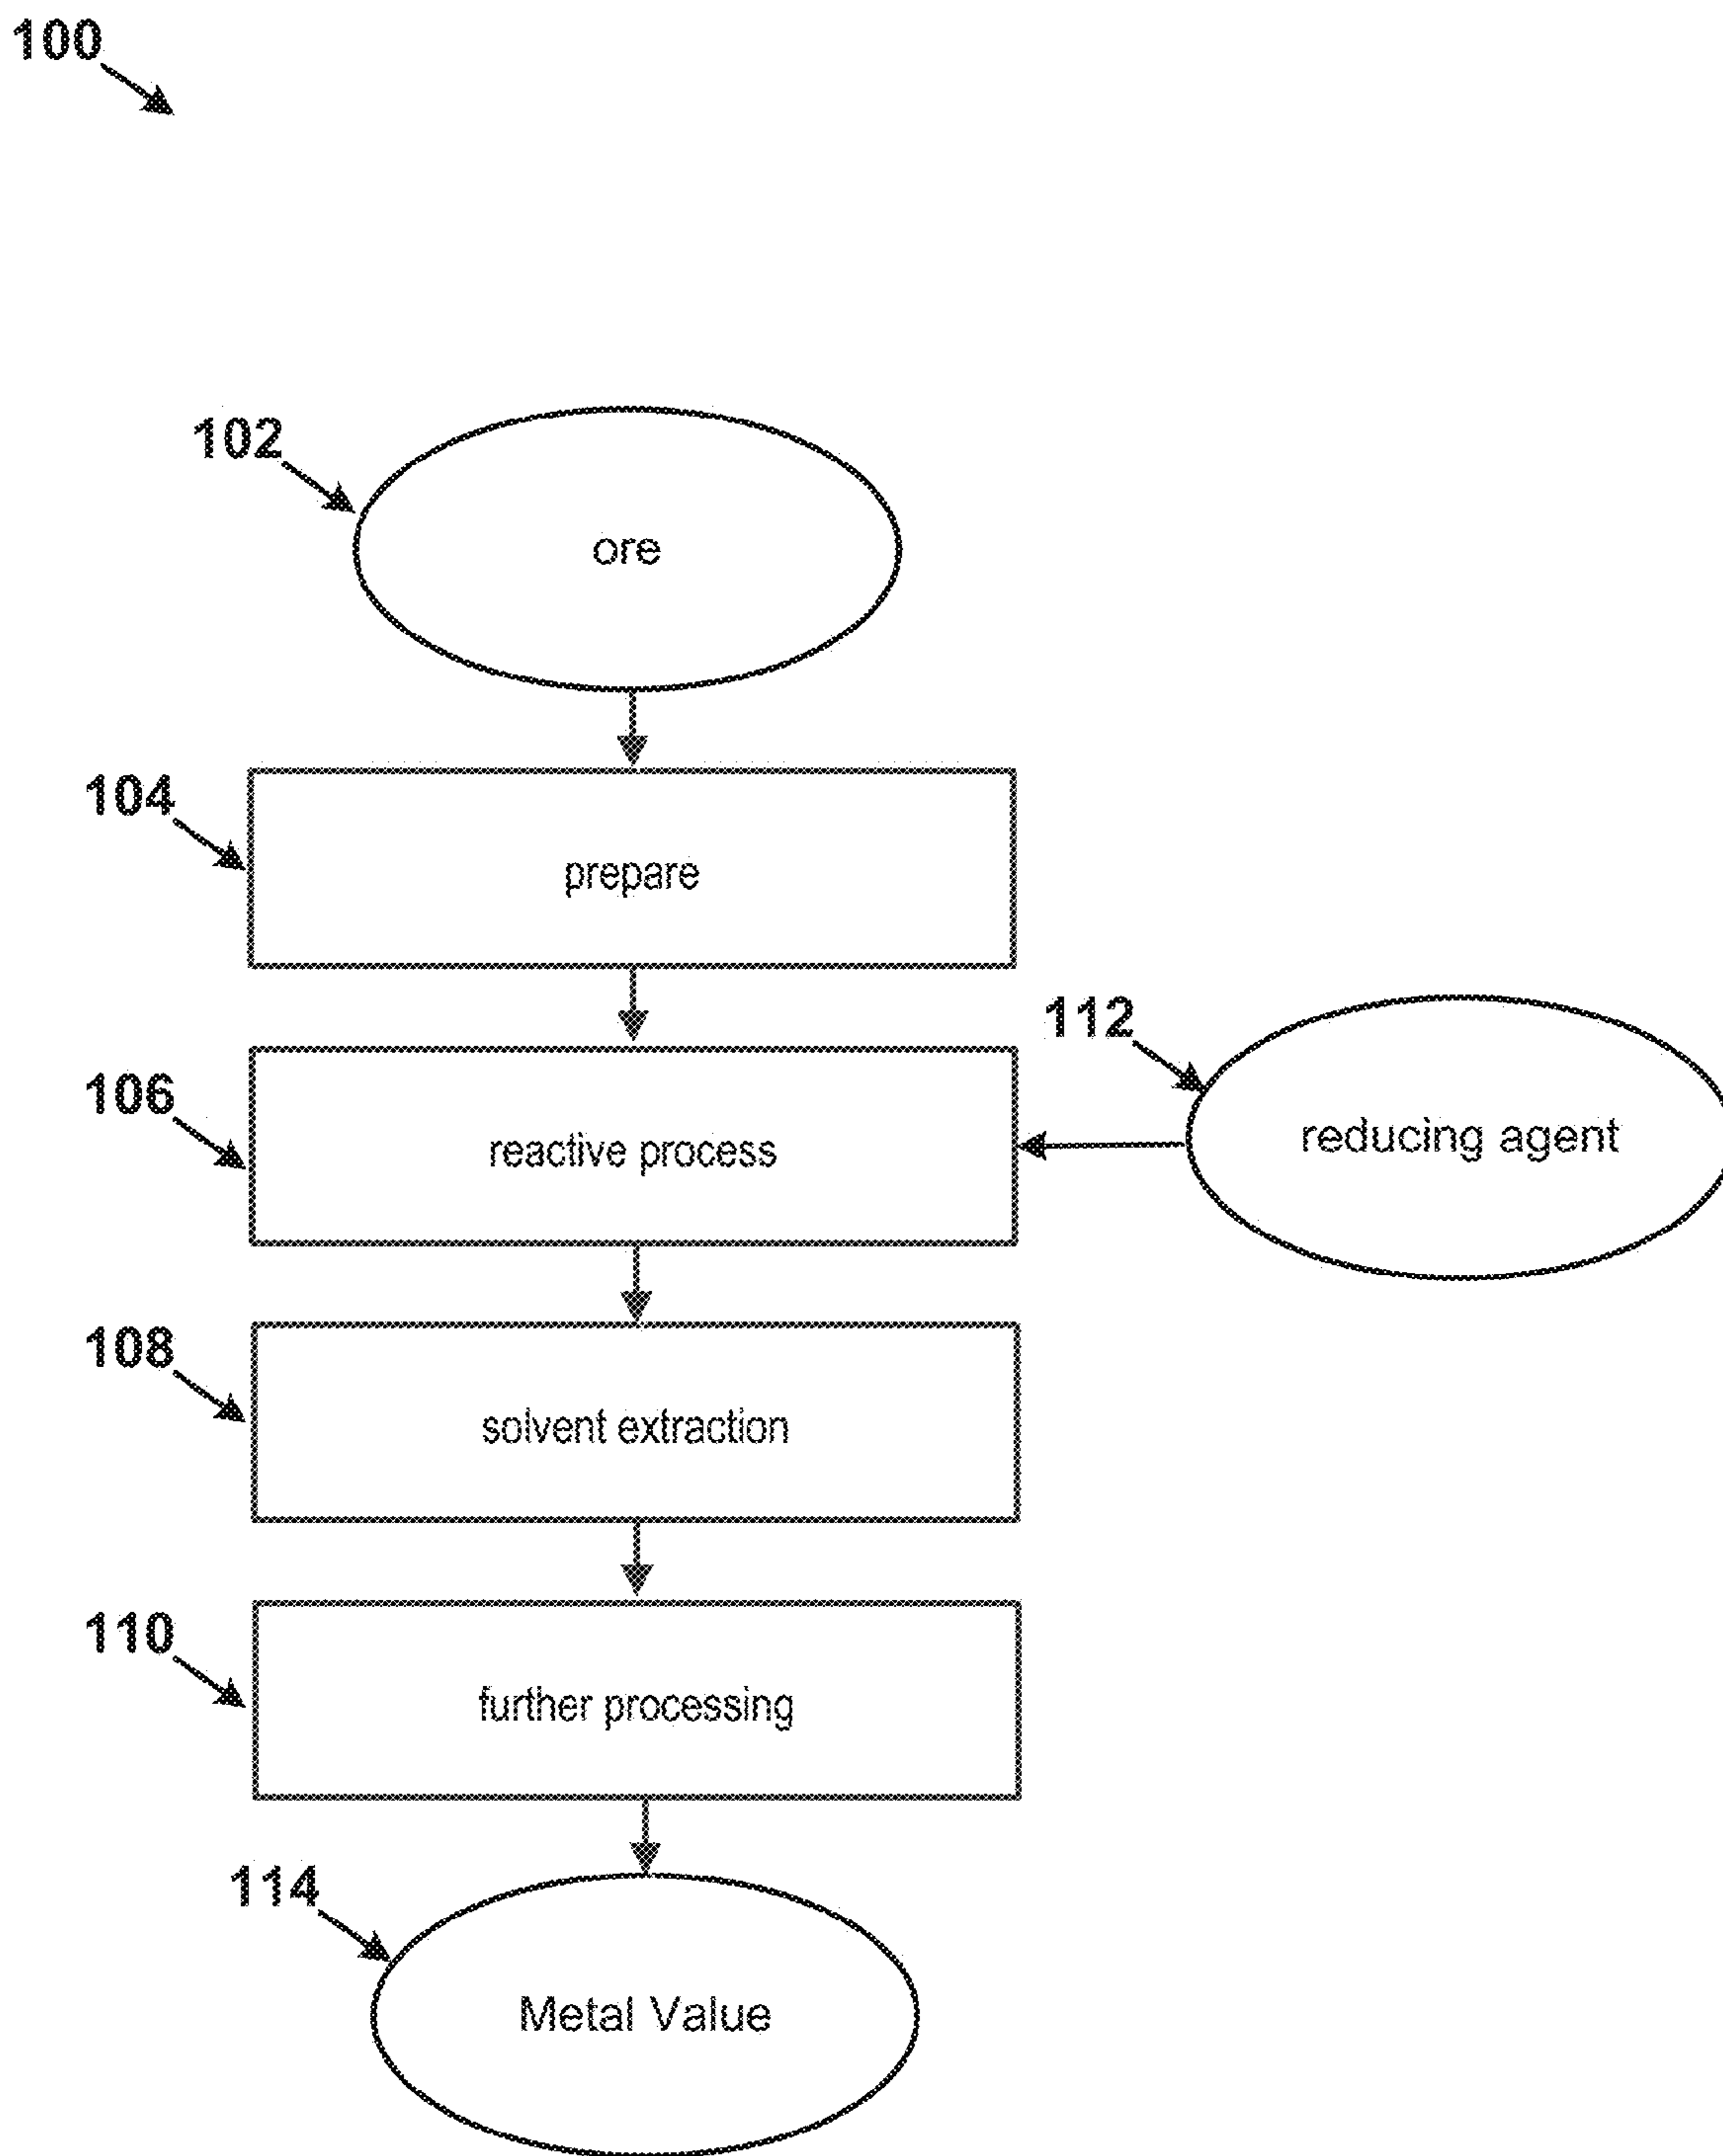 100
102
ore
104
prepare
112
106
reactive process
reducing agent
108
solvent extraction
110
further processing
114
Metal Value